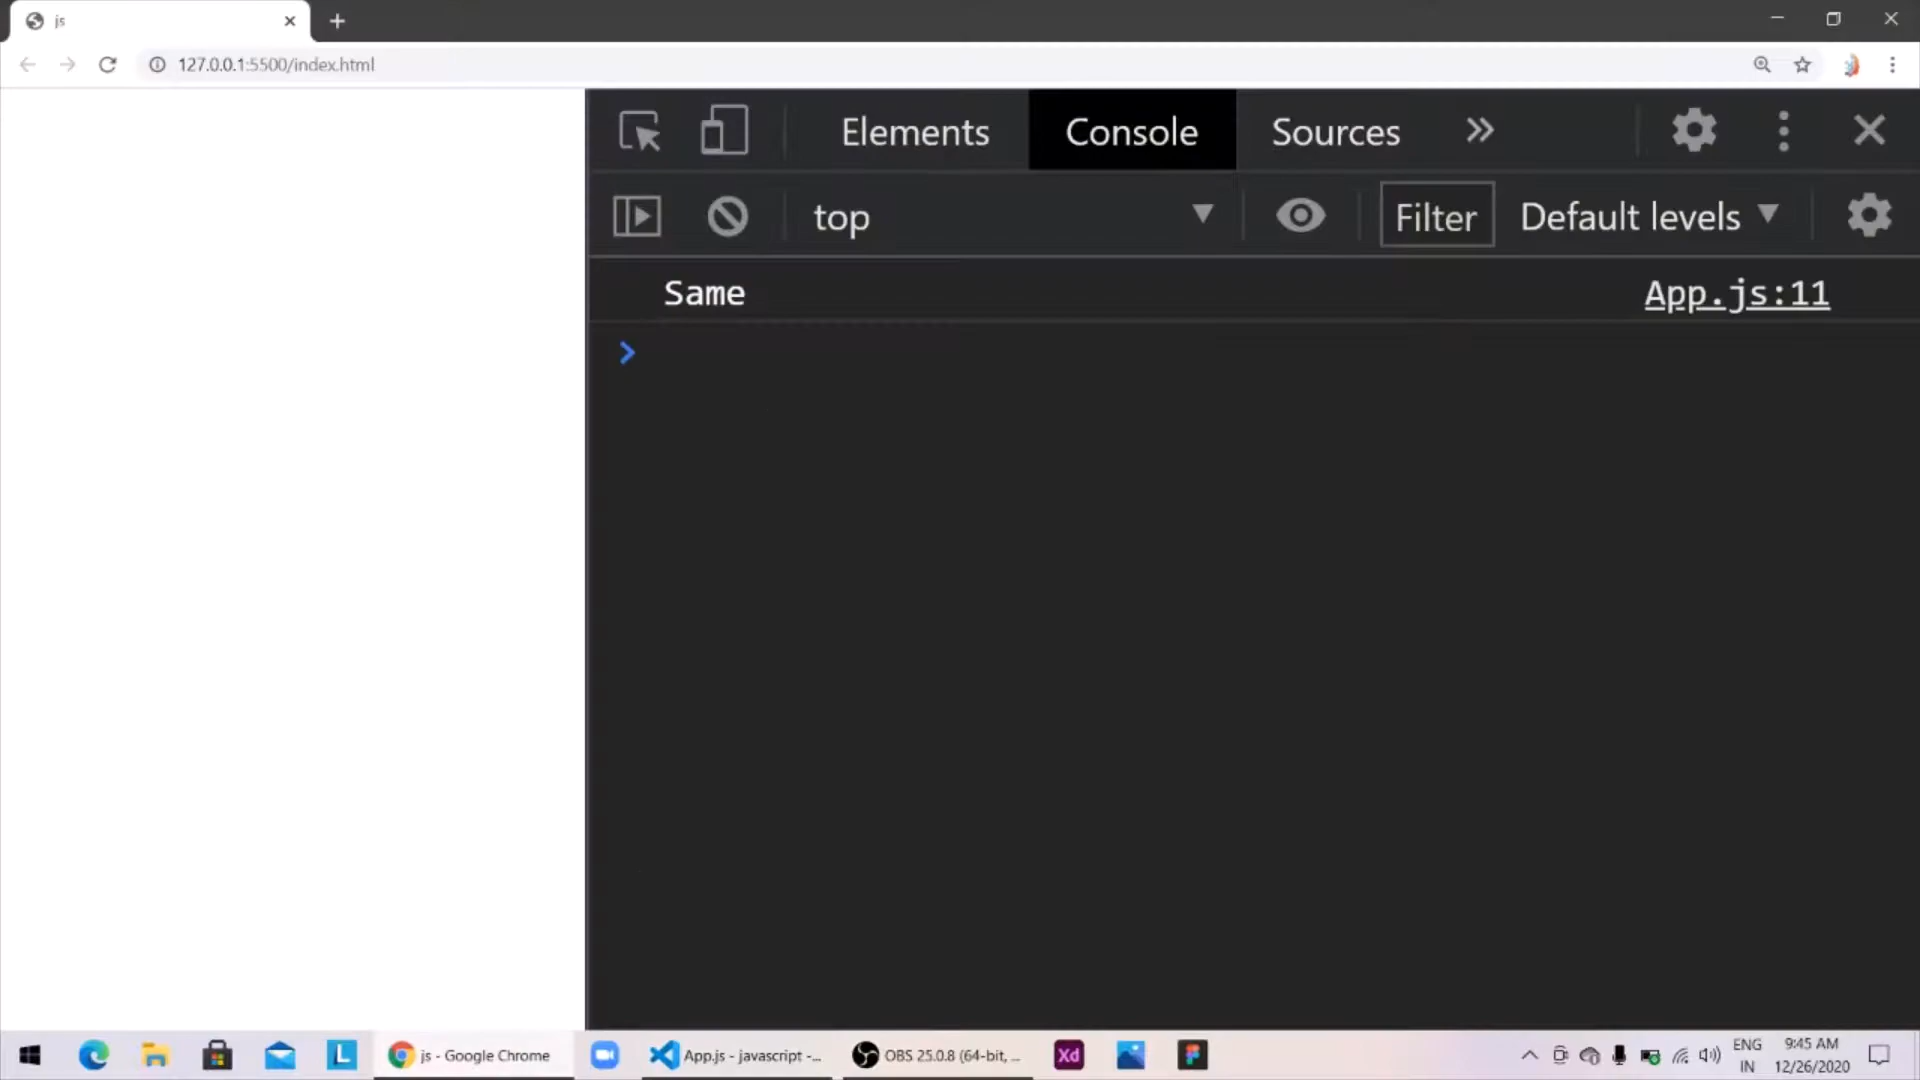 js
127.0.0.1:5500/index.html
Elements Console Sources
top Filter Default levels
Same App.js:11
L js - Google Chrome App.js - javascript -... OBS 25.0.8 (64-bit, ... Xd ENG 9:45 AM
IN 12/26/2020